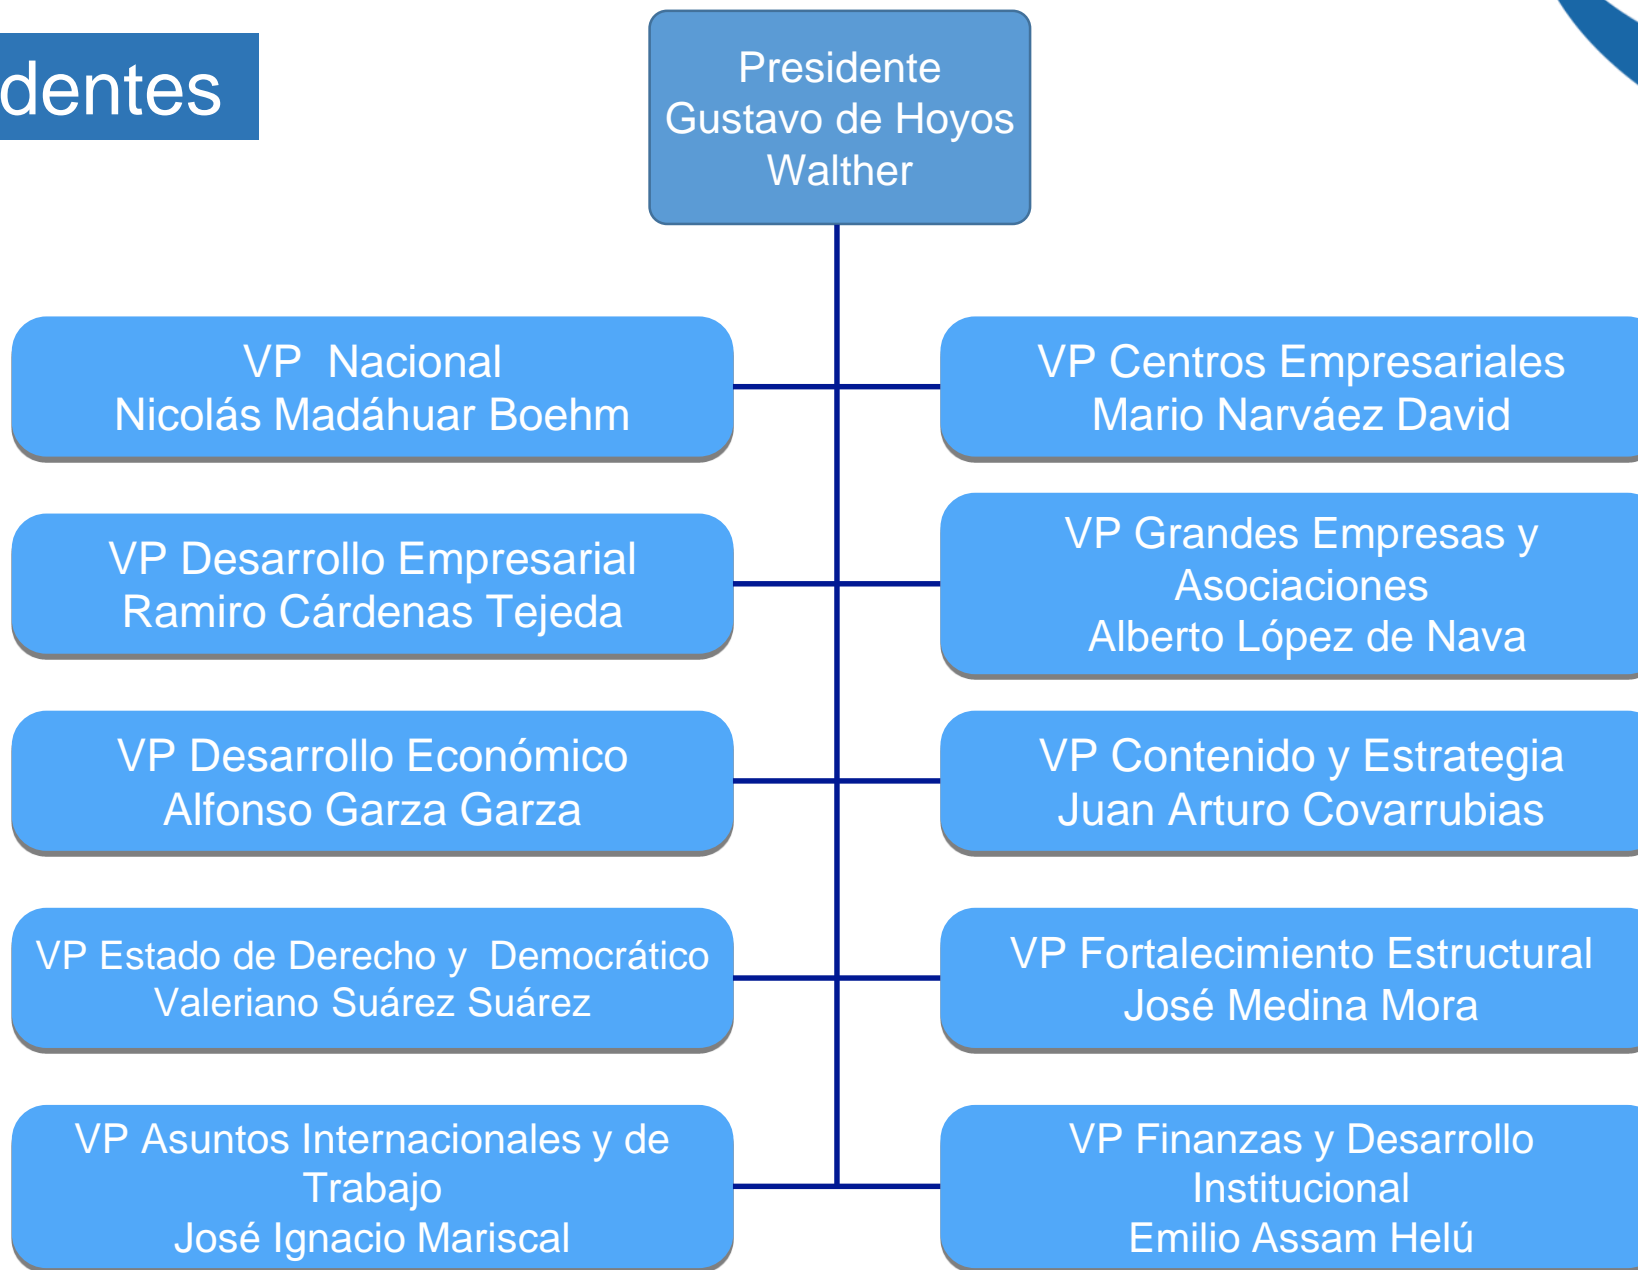 dentes
Presidente
Gustavo de Hoyos
Walther
VP Nacional
Nicolás Madáhuar Boehm
VP Centros Empresariales
Mario Narváez David
VP Desarrollo Empresarial
Ramiro Cárdenas Tejeda
VP Grandes Empresas y
Asociaciones
Alberto López de Nava
VP Desarrollo Económico
Alfonso Garza Garza
VP Contenido y Estrategia
Juan Arturo Covarrubias
VP Estado de Derecho y Democrático
Valeriano Suárez Suárez
VP Fortalecimiento Estructural
José Medina Mora
VP Asuntos Internacionales y de
Trabajo
José Ignacio Mariscal
VP Finanzas y Desarrollo
Institucional
Emilio Assam Helú